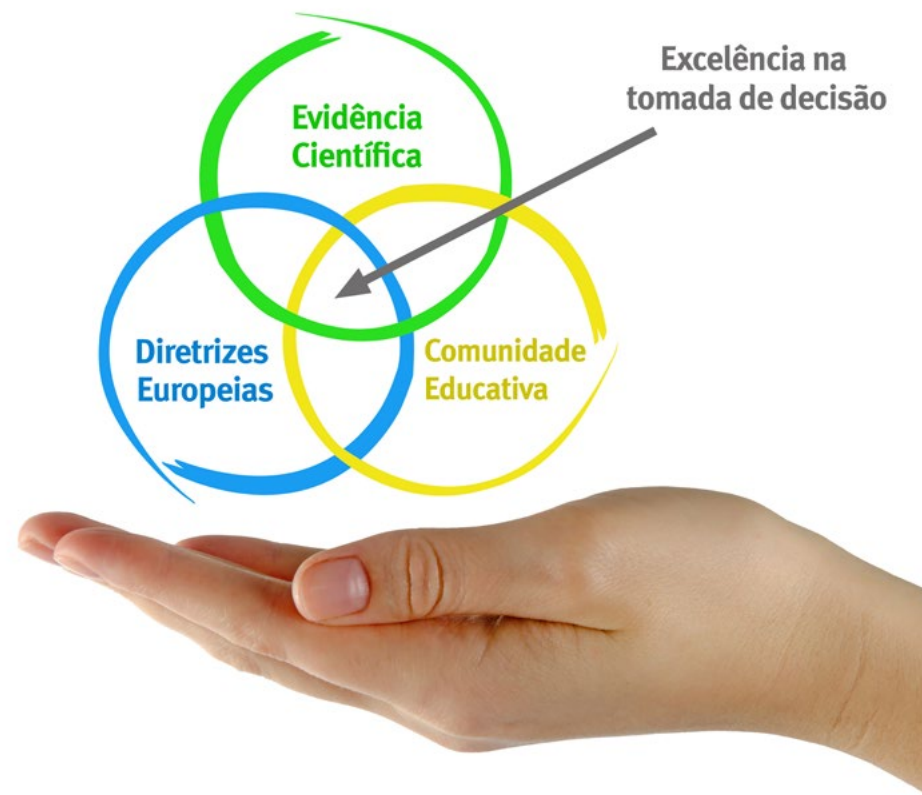 Excelência na
tomada de decisão
Evidência
Científica
Diretrizes
Europeias
Comunidade
Educativa